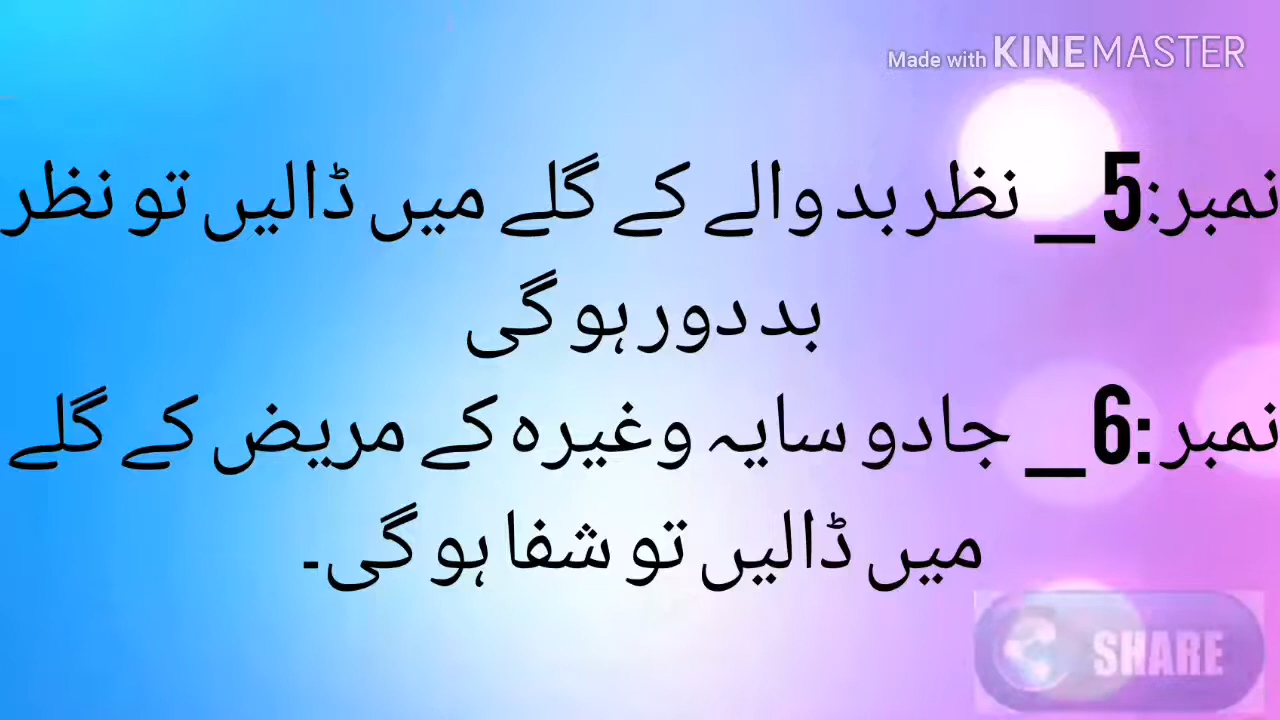 Made with KINEMASTER
نمبر:5_ نظر بد والے کے گلے میں ڈالیں تو نظر
بد دور ہو گی
نمبر:6_ جادو سایہ وغیرہ کے مریض کے گلے
میں ڈالیں تو شفا ہو گی۔
SHARE